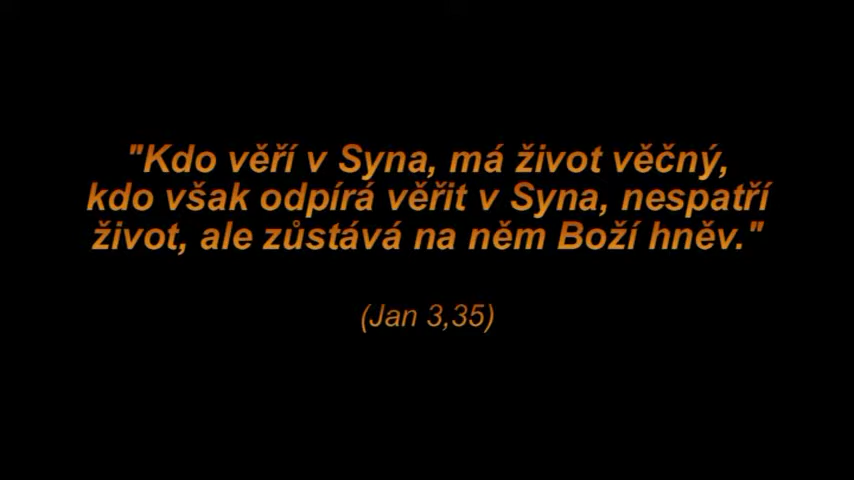 "Kdo věří v Syna, má život věčný,
kdo však odpírá věřit v Syna, nespatří
život, ale zůstává na něm Boží hněv."
(Jan 3,35)